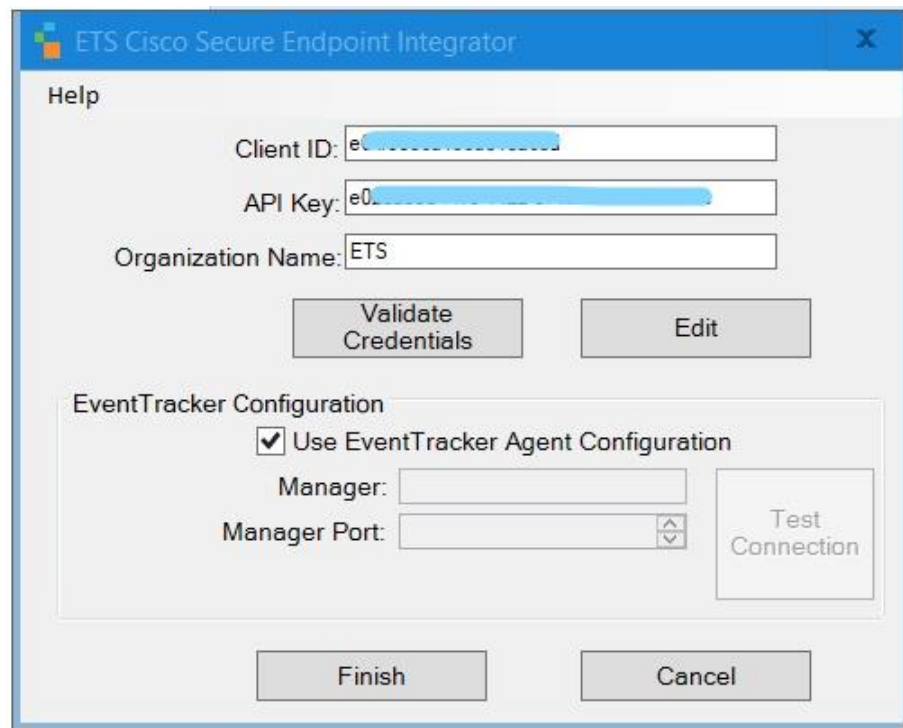 ETS Cisco Secure Endpoint Integrator
Help
Client ID:
API Key:
Organization Name: ETS
Validate
Credentials
Edit
EventTracker Configuration
Use EventTracker Agent Configuration
Manager:
Manager Port:
Test
Connection
Finish
Cancel